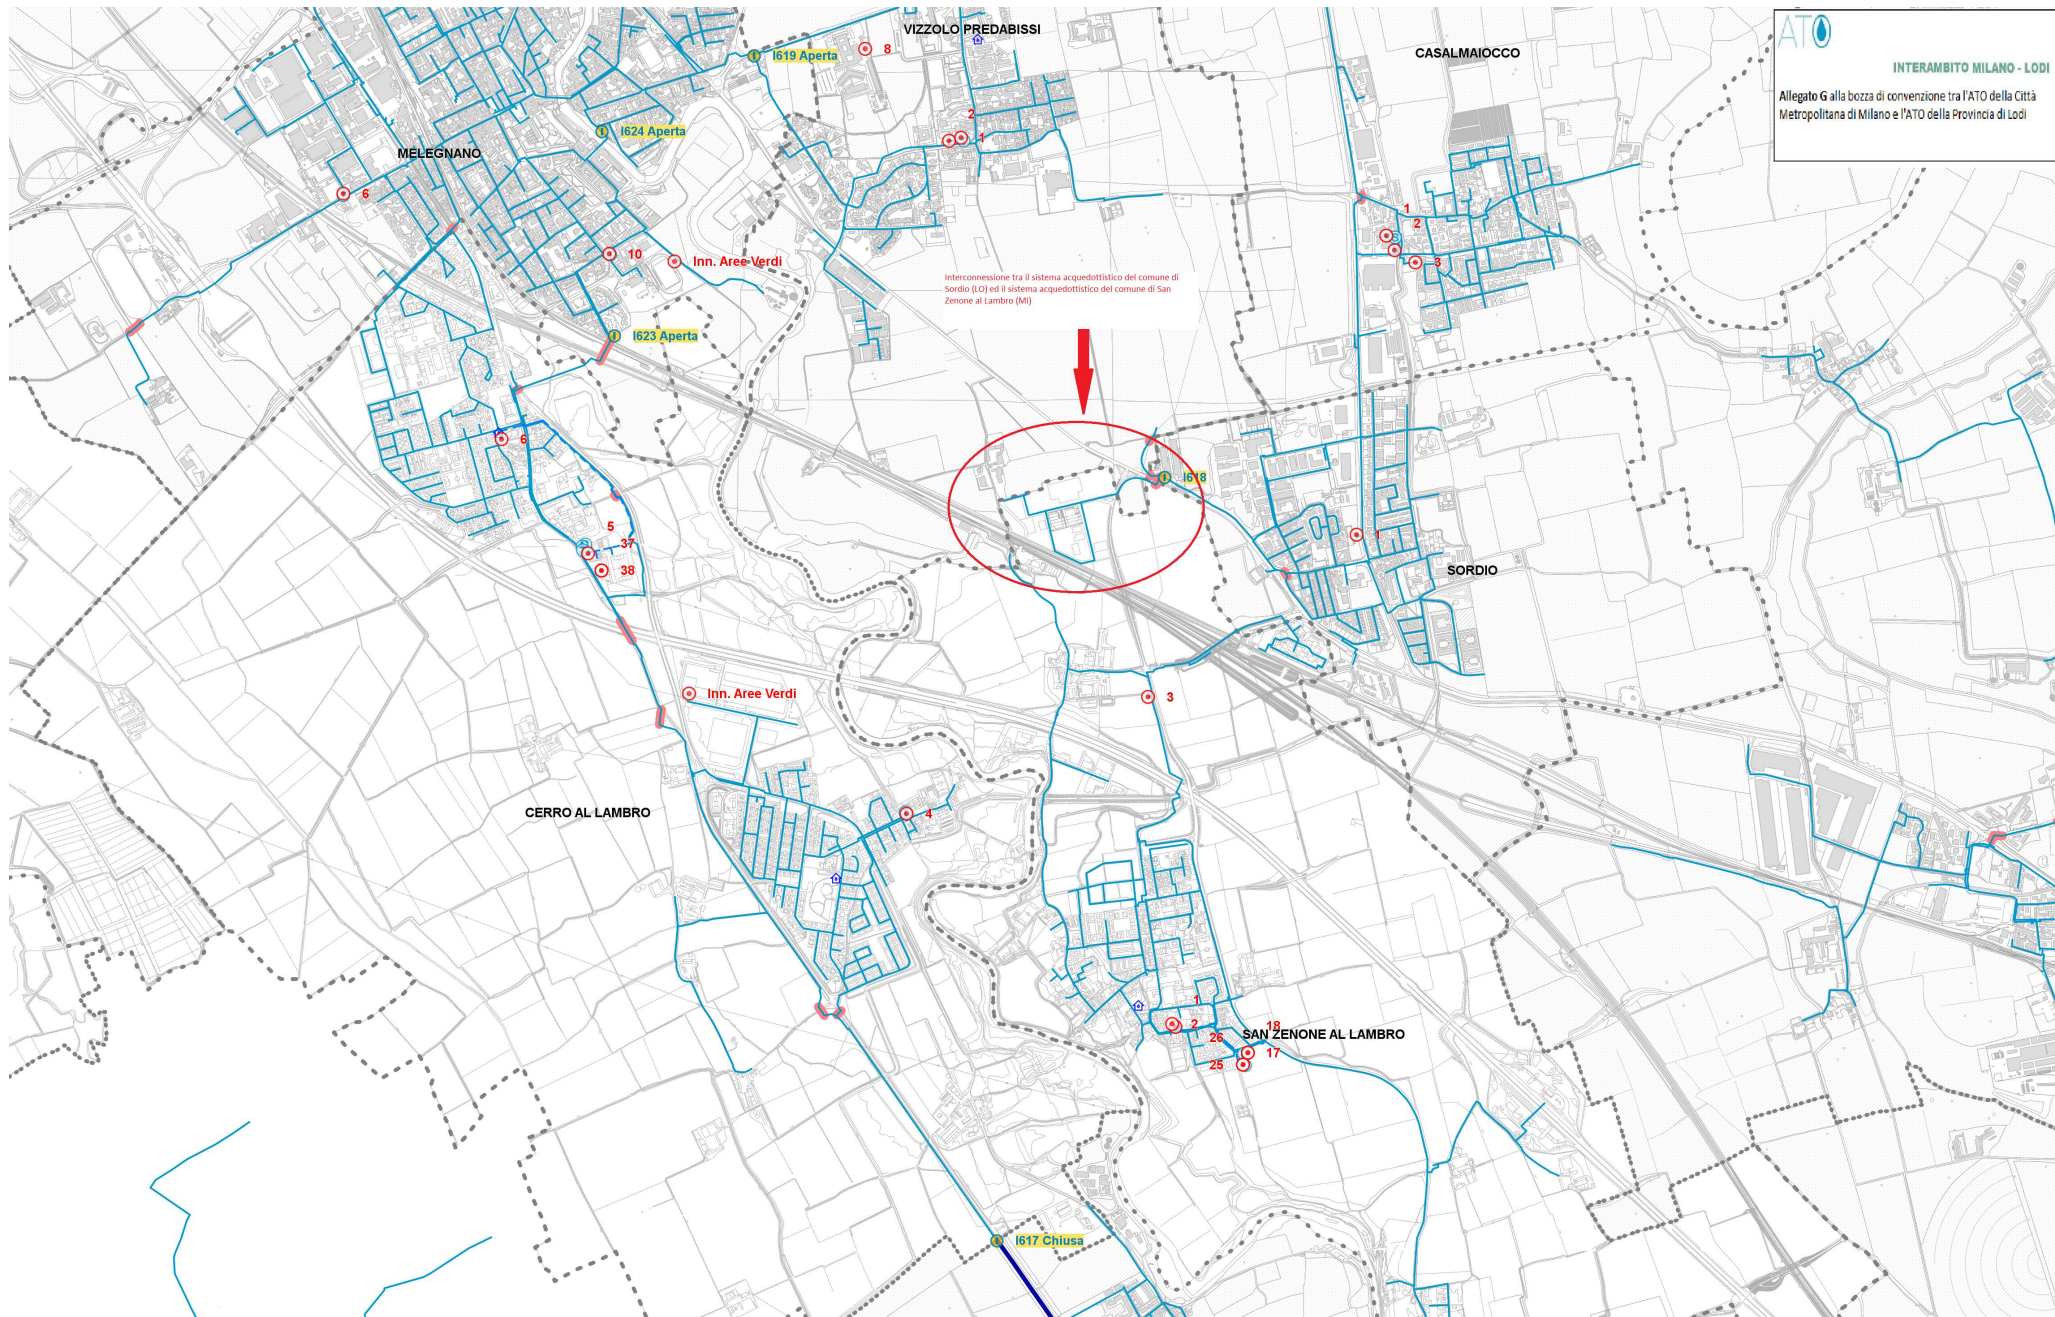 VIZZOLO PREDABISSI
I619 Aperta
8
CASALMAIOCCO
ATO
INTERAMBITO MILANO - LODI
Allegato G alla bozza di convenzione tra l'ATO della Città
Metropolitana di Milano e l'ATO della Provincia di Lodi
2
1
I624 Aperta
MELEGNANO
6
1
2
3
10
Inn. Aree Verdi
Interconnessione tra il sistema acquedottistico del comune di
Sordio (LO) ed il sistema acquedottistico del comune di San
Zenone al Lambro (MI)
I623 Aperta
6
I618
5
37
38
1
SORDIO
Inn. Aree Verdi
3
CERRO AL LAMBRO
4
1
2
18
SAN ZENONE AL LAMBRO
26
17
25
I617 Chiusa